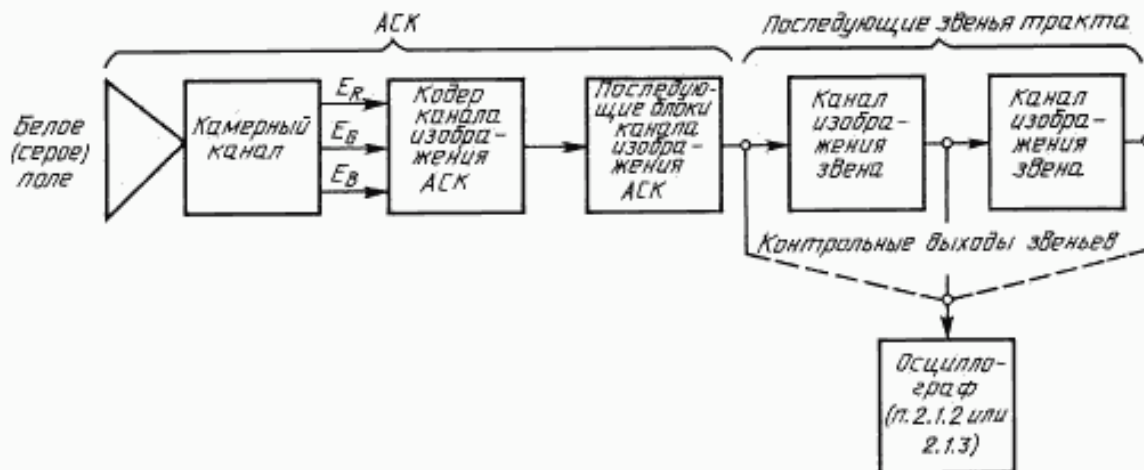 АСК
Последующие звенья тракта
Белое
(серое)
поле
Камерный
канал
E_R
E_G
E_B
Кодер
канала
изобра-
жения
АСК
Последую-
щие блоки
канала
изобра-
жения
АСК
Канал
изобра-
жения
звена
Канал
изобра-
жения
звена
Контрольные выходы звеньев
Осцилло-
граф
(п.2.1.2 или
2.1.3)